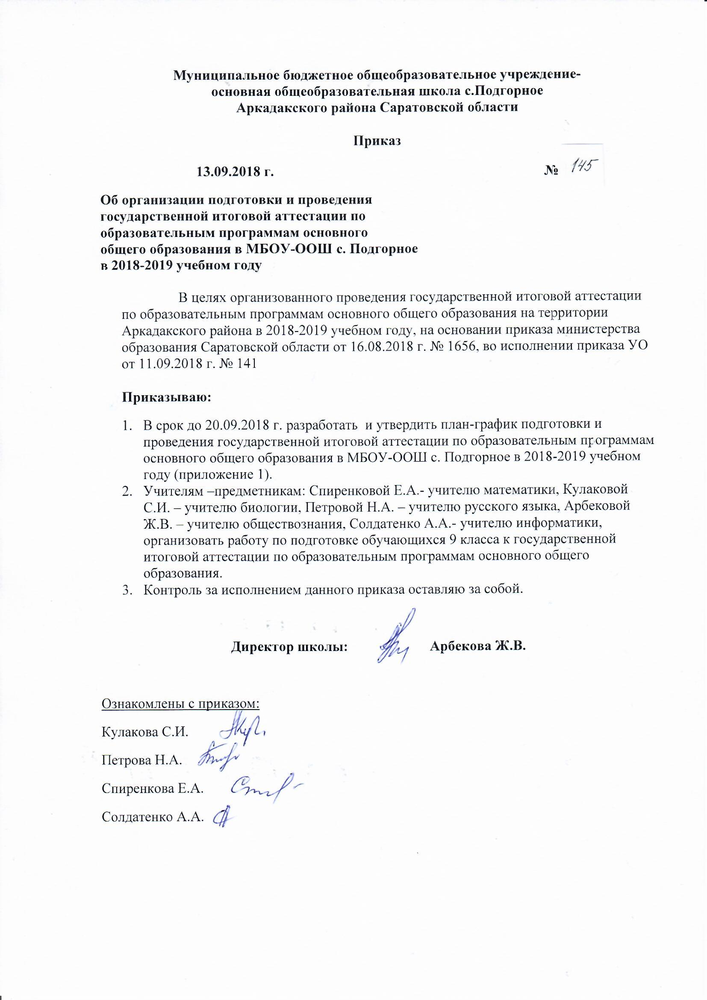 Муниципальное бюджетное общеобразовательное учреждение-
основная общеобразовательная школа с.Подгорное
Аркадакского района Саратовской области
Приказ
13.09.2018 г. № 145
Об организации подготовки и проведения
государственной итоговой аттестации по
образовательным программам основного
общего образования в МБОУ-ООШ с. Подгорное
в 2018-2019 учебном году
В целях организованного проведения государственной итоговой аттестации
по образовательным программам основного общего образования на территории
Аркадакского района в 2018-2019 учебном году, на основании приказа министерства
образования Саратовской области от 16.08.2018 г. № 1656, во исполнении приказа УО
от 11.09.2018 г. № 141
Приказываю:
1. В срок до 20.09.2018 г. разработать и утвердить план-график подготовки и
проведения государственной итоговой аттестации по образовательным программам
основного общего образования в МБОУ-ООШ с. Подгорное в 2018-2019 учебном
году (приложение 1).
2. Учителям –предметникам: Спиренковой Е.А.- учителю математики, Кулаковой
С.И. – учителю биологии, Петровой Н.А. – учителю русского языка, Арбековой
Ж.В. – учителю обществознания, Солдатенко А.А.- учителю информатики,
организовать работу по подготовке обучающихся 9 класса к государственной
итоговой аттестации по образовательным программам основного общего
образования.
3. Контроль за исполнением данного приказа оставляю за собой.
Директор школы: Арбекова Ж.В.
Ознакомлены с приказом:
Кулакова С.И.
Петрова Н.А.
Спиренкова Е.А.
Солдатенко А.А.